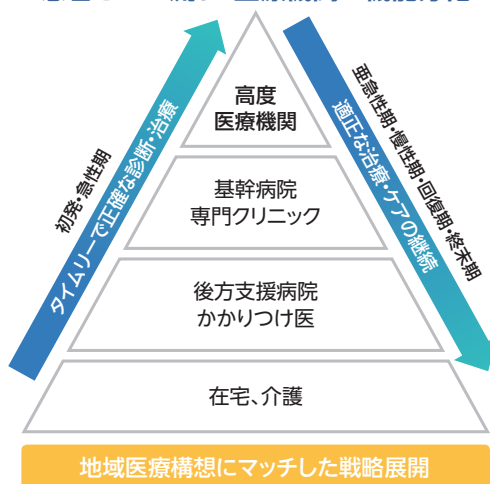 高度
医療機関
基幹病院
専門クリニック
後方支援病院
かかりつけ医
在宅、介護
初発・急性期
タイムリーで正確な診断・治療
亜急性期・慢性期・回復期・終末期
適正な治療・ケアの継続
地域医療構想にマッチした戦略展開